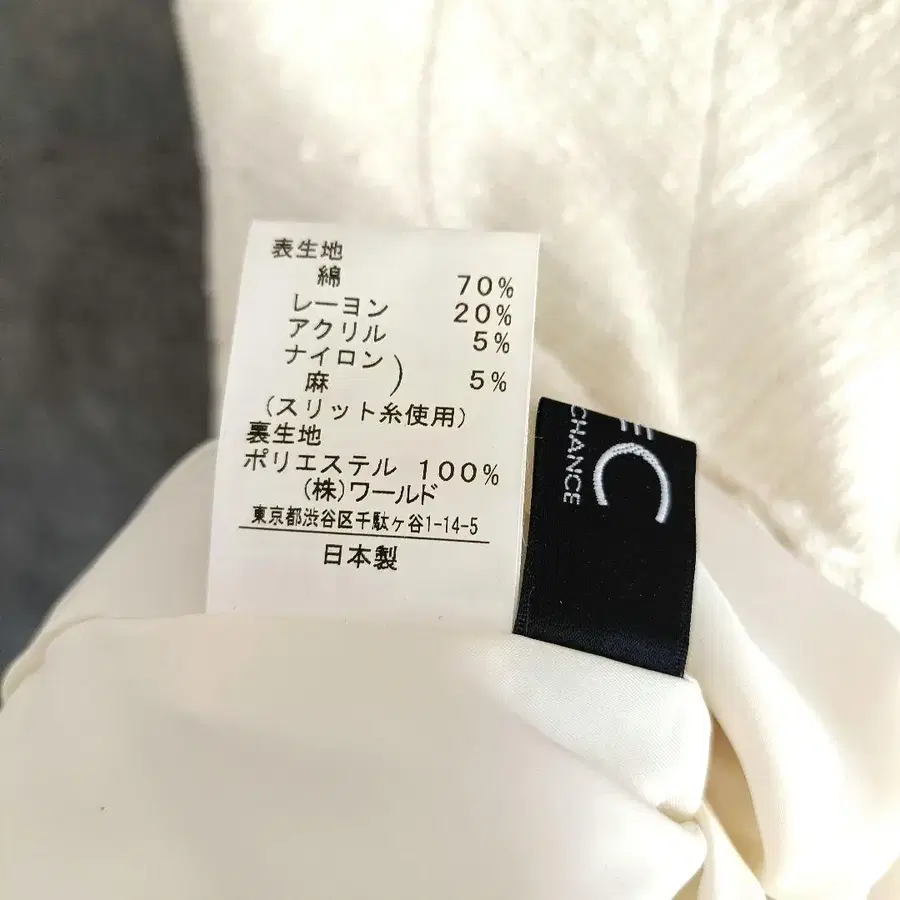 表生地
綿 70%
レーヨン 20%
アクリル 5%
ナイロン)
麻 ) 5%
(スリット糸使用)
裏生地
ポリエステル 100%
(株)ワールド
東京都渋谷区千駄ヶ谷1-14-5
日本製
EC
CHANCE